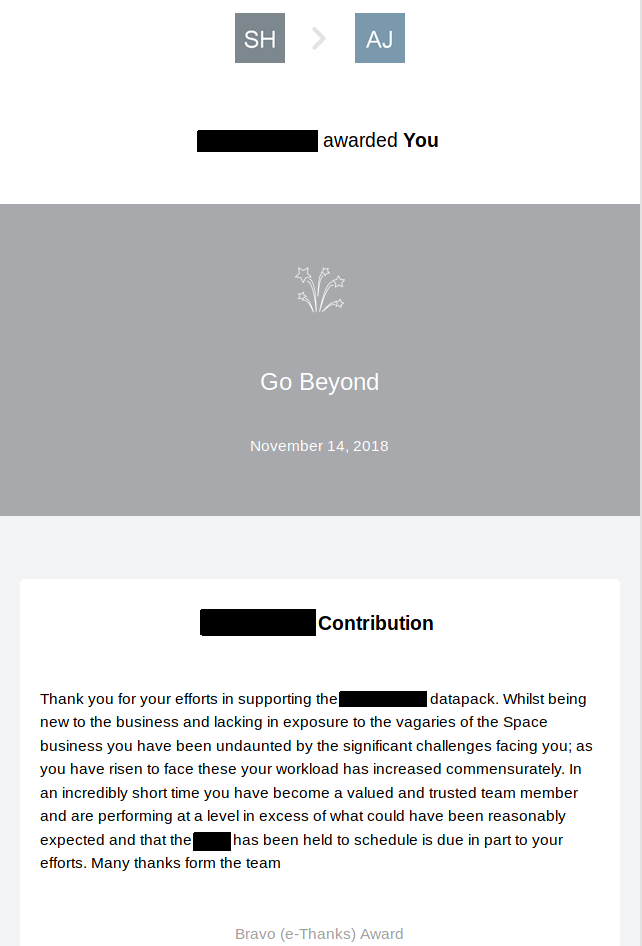 SH AJ
awarded You
Go Beyond
November 14, 2018
Contribution
Thank you for your efforts in supporting the datapack. Whilst being
new to the business and lacking in exposure to the vagaries of the Space
business you have been undaunted by the significant challenges facing you; as
you have risen to face these your workload has increased commensurately. In
an incredibly short time you have become a valued and trusted team member
and are performing at a level in excess of what could have been reasonably
expected and that the has been held to schedule is due in part to your
efforts. Many thanks form the team
Bravo (e-Thanks) Award